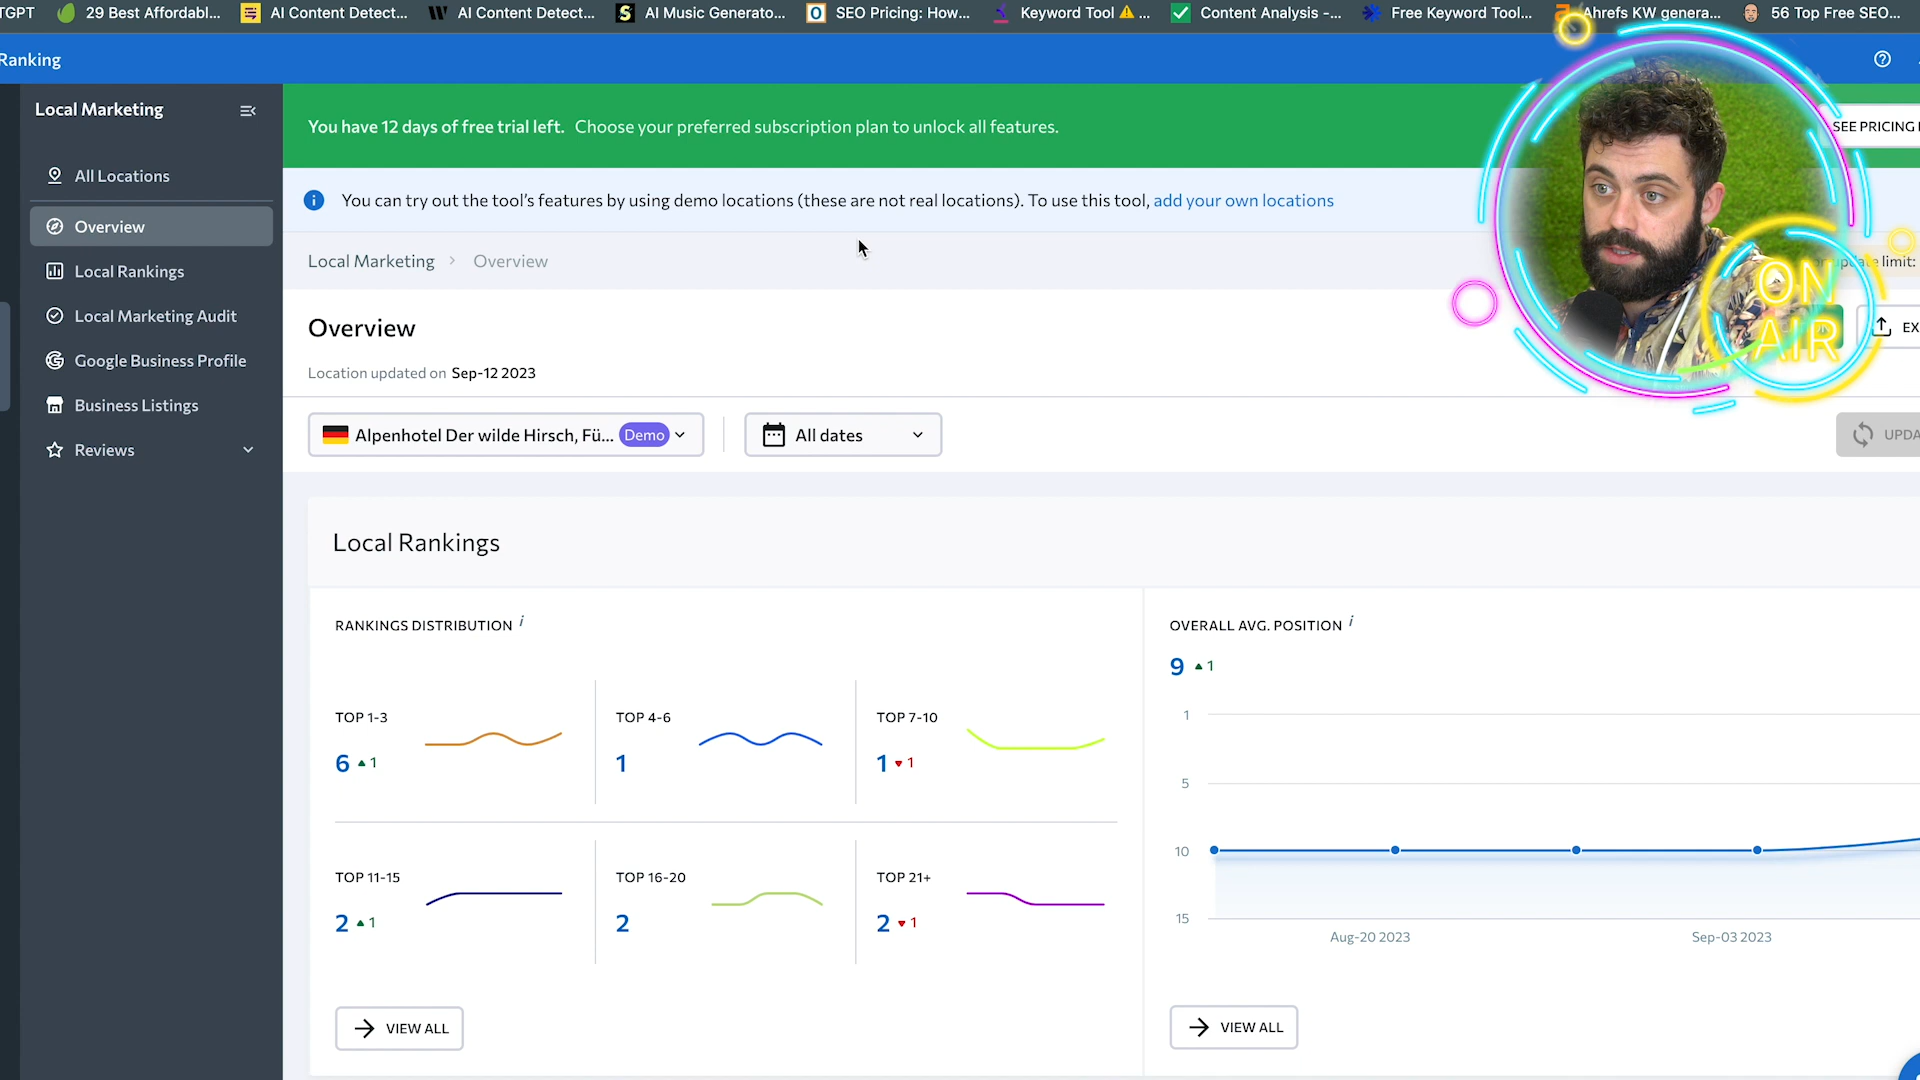 TGPT
29 Best Affordabl...
AI Content Detect...
AI Content Detect...
AI Music Generato...
SEO Pricing: How...
Keyword Tool ⚠ ...
Content Analysis -...
Free Keyword Tool...
Ahrefs KW genera...
56 Top Free SEO...
Ranking
Local Marketing
All Locations
Overview
Local Rankings
Local Marketing Audit
Google Business Profile
Business Listings
Reviews
You have 12 days of free trial left. Choose your preferred subscription plan to unlock all features.
SEE PRICING
You can try out the tool's features by using demo locations (these are not real locations). To use this tool, add your own locations
Local Marketing > Overview
update limit:
ON
AIR
Overview
EX
Location updated on Sep-12 2023
Alpenhotel Der wilde Hirsch, Fü... Demo
All dates
UPDA
Local Rankings
RANKINGS DISTRIBUTION i
TOP 1-3
6 ▲ 1
TOP 4-6
1
TOP 7-10
1 ▼ 1
TOP 11-15
2 ▲ 1
TOP 16-20
2
TOP 21+
2 ▼ 1
→ VIEW ALL
OVERALL AVG. POSITION i
9 ▲ 1
1
5
10
15
Aug-20 2023
Sep-03 2023
→ VIEW ALL